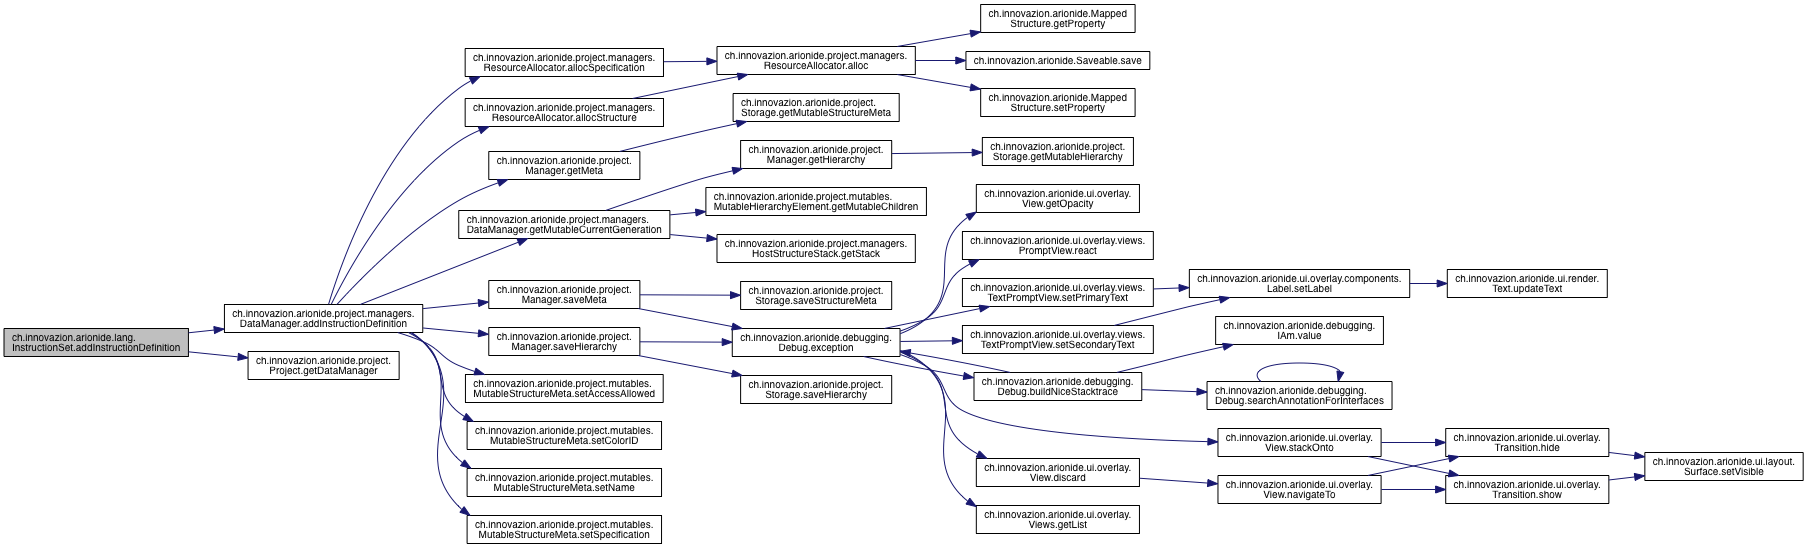 ch.innovazion.arionide.lang.
InstructionSet.addInstructionDefinition
ch.innovazion.arionide.project.managers.
DataManager.addInstructionDefinition
ch.innovazion.arionide.project.
Project.getDataManager
ch.innovazion.arionide.project.managers.
ResourceAllocator.allocSpecification
ch.innovazion.arionide.project.managers.
ResourceAllocator.allocStructure
ch.innovazion.arionide.project.
Manager.getMeta
ch.innovazion.arionide.project.managers.
DataManager.getMutableCurrentGeneration
ch.innovazion.arionide.project.
Manager.saveMeta
ch.innovazion.arionide.project.
Manager.saveHierarchy
ch.innovazion.arionide.project.mutables.
MutableStructureMeta.setAccessAllowed
ch.innovazion.arionide.project.mutables.
MutableStructureMeta.setColorID
ch.innovazion.arionide.project.mutables.
MutableStructureMeta.setName
ch.innovazion.arionide.project.mutables.
MutableStructureMeta.setSpecification
ch.innovazion.arionide.project.managers.
ResourceAllocator.alloc
ch.innovazion.arionide.project.
Storage.getMutableStructureMeta
ch.innovazion.arionide.project.
Manager.getHierarchy
ch.innovazion.arionide.project.mutables.
MutableHierarchyElement.getMutableChildren
ch.innovazion.arionide.project.managers.
HostStructureStack.getStack
ch.innovazion.arionide.project.
Storage.saveStructureMeta
ch.innovazion.arionide.debugging.
Debug.exception
ch.innovazion.arionide.project.
Storage.saveHierarchy
ch.innovazion.arionide.Mapped
Structure.getProperty
ch.innovazion.arionide.Saveable.save
ch.innovazion.arionide.Mapped
Structure.setProperty
ch.innovazion.arionide.project.
Storage.getMutableHierarchy
ch.innovazion.arionide.ui.overlay.
View.getOpacity
ch.innovazion.arionide.ui.overlay.views.
PromptView.react
ch.innovazion.arionide.ui.overlay.views.
TextPromptView.setPrimaryText
ch.innovazion.arionide.ui.overlay.views.
TextPromptView.setSecondaryText
ch.innovazion.arionide.debugging.
Debug.buildNiceStacktrace
ch.innovazion.arionide.ui.overlay.
View.discard
ch.innovazion.arionide.ui.overlay.
Views.getList
ch.innovazion.arionide.ui.overlay.components.
Label.setLabel
ch.innovazion.arionide.debugging.
IAm.value
ch.innovazion.arionide.debugging.
Debug.searchAnnotationForInterfaces
ch.innovazion.arionide.ui.overlay.
View.stackOnto
ch.innovazion.arionide.ui.overlay.
View.navigateTo
ch.innovazion.arionide.ui.render.
Text.updateText
ch.innovazion.arionide.ui.overlay.
Transition.hide
ch.innovazion.arionide.ui.overlay.
Transition.show
ch.innovazion.arionide.ui.layout.
Surface.setVisible